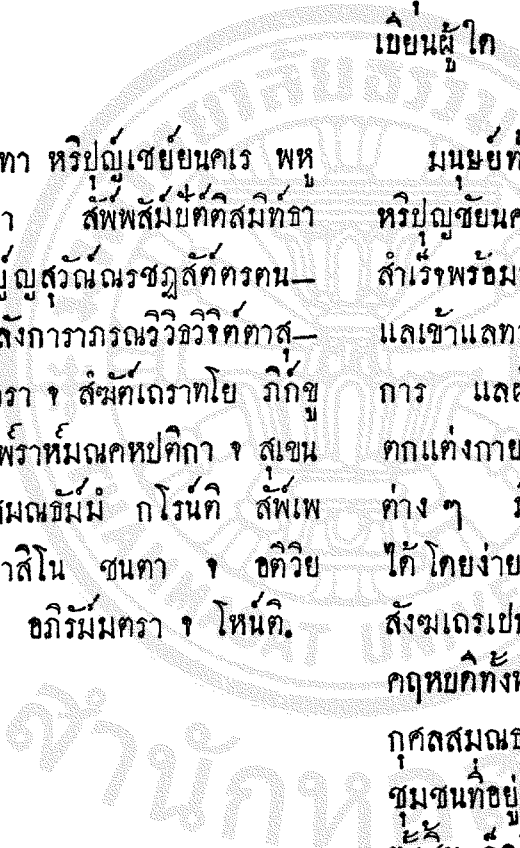 เขียนผู้ใด
ทา หริปุญ์เชย์ยนคเร พหู
า สัพ์พสัม์บัต์ติสมิท์ธา
ญสุวัณ์ณรชฏสัต์ตรตน—
ลังการาภรณวิวิธวิจิต์ตาสุ—
ตรา จ สํฆัต์เถราทโย ภิก์ขู
พ์ราห์มณคหปติกา จ สุเขน
สมณธัม์มํ กโรน์ติ สัพ์เพ
าสิโน ชนตา จ อติวิย
อภิรัม์มตรา จ โหน์ติ.
มนุษย์ทั
หริปุญชัยนค
สำเร็จพร้อม
แลเข้าแลทร
การ แลผ
ตกแต่งกาย
ต่าง ๆ มี
ได้โดยง่าย
สังฆเถรเปน
คฤหบดีทั้งห
กุศลสมณธ
ชุมชนที่อยู่